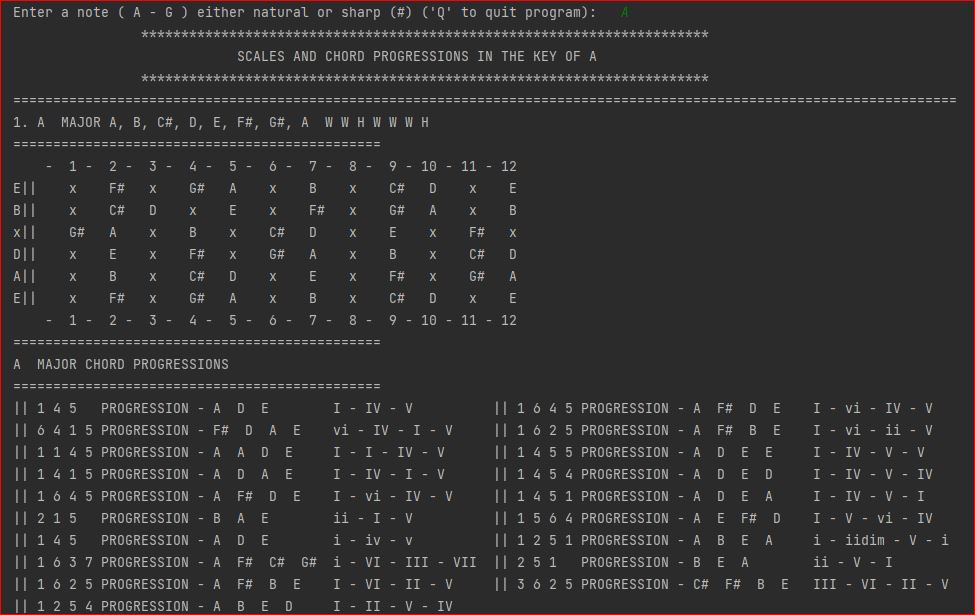 Enter a note ( A - G ) either natural or sharp (#) ('Q' to quit program):   A
***********************************************************************
SCALES AND CHORD PROGRESSIONS IN THE KEY OF A
***********************************************************************
======================================================================================================================
1. A  MAJOR A, B, C#, D, E, F#, G#, A  W W H W W W H
==============================================
    -  1 -  2 -  3 -  4 -  5 -  6 -  7 -  8 -  9 - 10 - 11 - 12
E||    x    F#   x    G#   A    x    B    x    C#   D    x    E
B||    x    C#   D    x    E    x    F#   x    G#   A    x    B
x||    G#   A    x    B    x    C#   D    x    E    x    F#   x
D||    x    E    x    F#   x    G#   A    x    B    x    C#   D
A||    x    B    x    C#   D    x    E    x    F#   x    G#   A
E||    x    F#   x    G#   A    x    B    x    C#   D    x    E
    -  1 -  2 -  3 -  4 -  5 -  6 -  7 -  8 -  9 - 10 - 11 - 12
==============================================
A  MAJOR CHORD PROGRESSIONS
==============================================
|| 1 4 5   PROGRESSION - A  D  E        I - IV - V          || 1 6 4 5 PROGRESSION - A  F#  D  E    I - vi - IV - V
|| 6 4 1 5 PROGRESSION - F#  D  A  E    vi - IV - I - V     || 1 6 2 5 PROGRESSION - A  F#  B  E    I - vi - ii - V
|| 1 1 4 5 PROGRESSION - A  A  D  E     I - I - IV - V      || 1 4 5 5 PROGRESSION - A  D  E  E     I - IV - V - V
|| 1 4 1 5 PROGRESSION - A  D  A  E     I - IV - I - V      || 1 4 5 4 PROGRESSION - A  D  E  D     I - IV - V - IV
|| 1 6 4 5 PROGRESSION - A  F#  D  E    I - vi - IV - V     || 1 4 5 1 PROGRESSION - A  D  E  A     I - IV - V - I
|| 2 1 5   PROGRESSION - B  A  E        ii - I - V          || 1 5 6 4 PROGRESSION - A  E  F#  D    I - V - vi - IV
|| 1 4 5   PROGRESSION - A  D  E        i - iv - v          || 1 2 5 1 PROGRESSION - A  B  E  A     i - iidim - V - i
|| 1 6 3 7 PROGRESSION - A  F#  C#  G#  i - VI - III - VII  || 2 5 1   PROGRESSION - B  E  A        ii - V - I
|| 1 6 2 5 PROGRESSION - A  F#  B  E    I - VI - II - V     || 3 6 2 5 PROGRESSION - C#  F#  B  E   III - VI - II - V
|| 1 2 5 4 PROGRESSION - A  B  E  D     I - II - V - IV